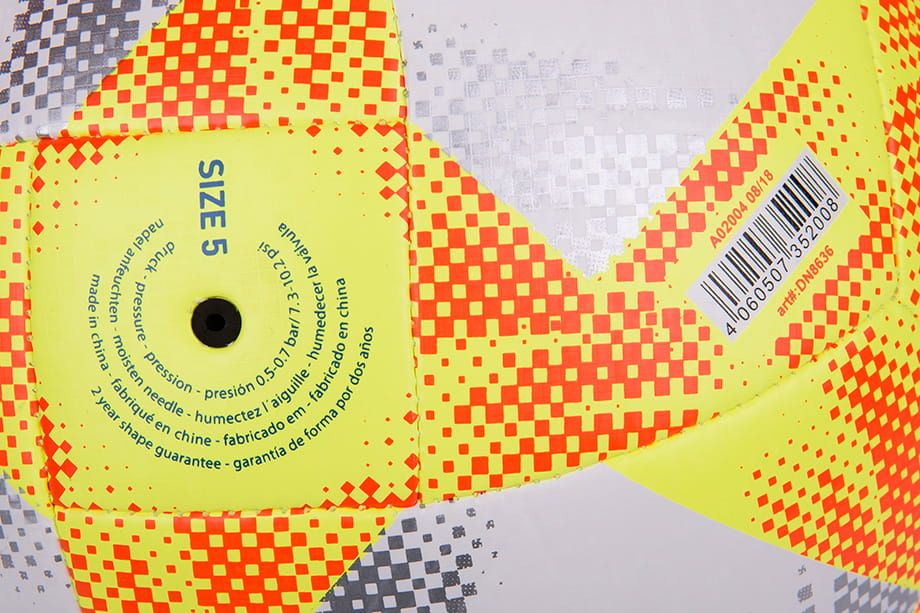 SIZE 5
druck - pressure - pression - presión 0.5-0.7 bar/ 7.3-10.2 psi
nadel anfeuchten - moisten needle - humectez l'aiguille - humedecer la válvula
made in china - fabriqué en chine - fabricado em - fabricado en china
2 year shape guarantee - garantía de forma por dos años
A02004 08/18
4 060507 352008
art#: DN8636